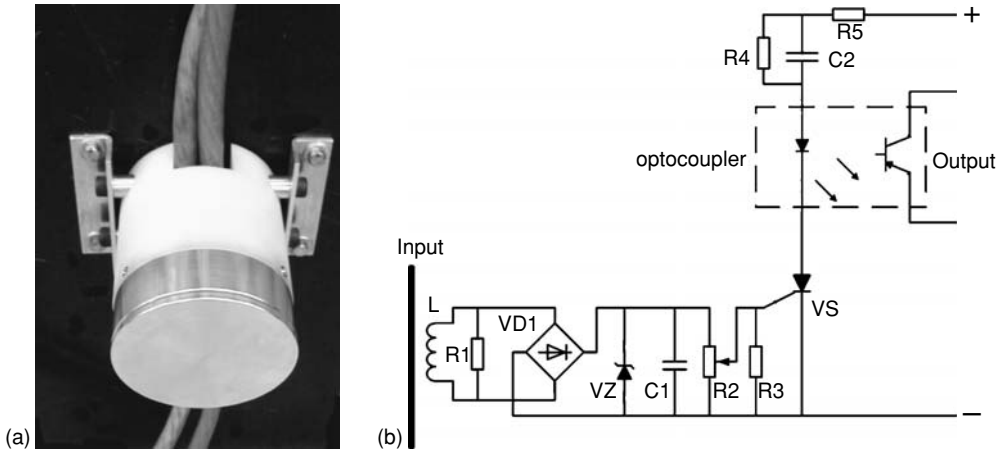 (a)
(b)
Input
L
R1
VD1
VZ
C1
R2
R3
VS
optocoupler
Output
R4
C2
R5
+
−